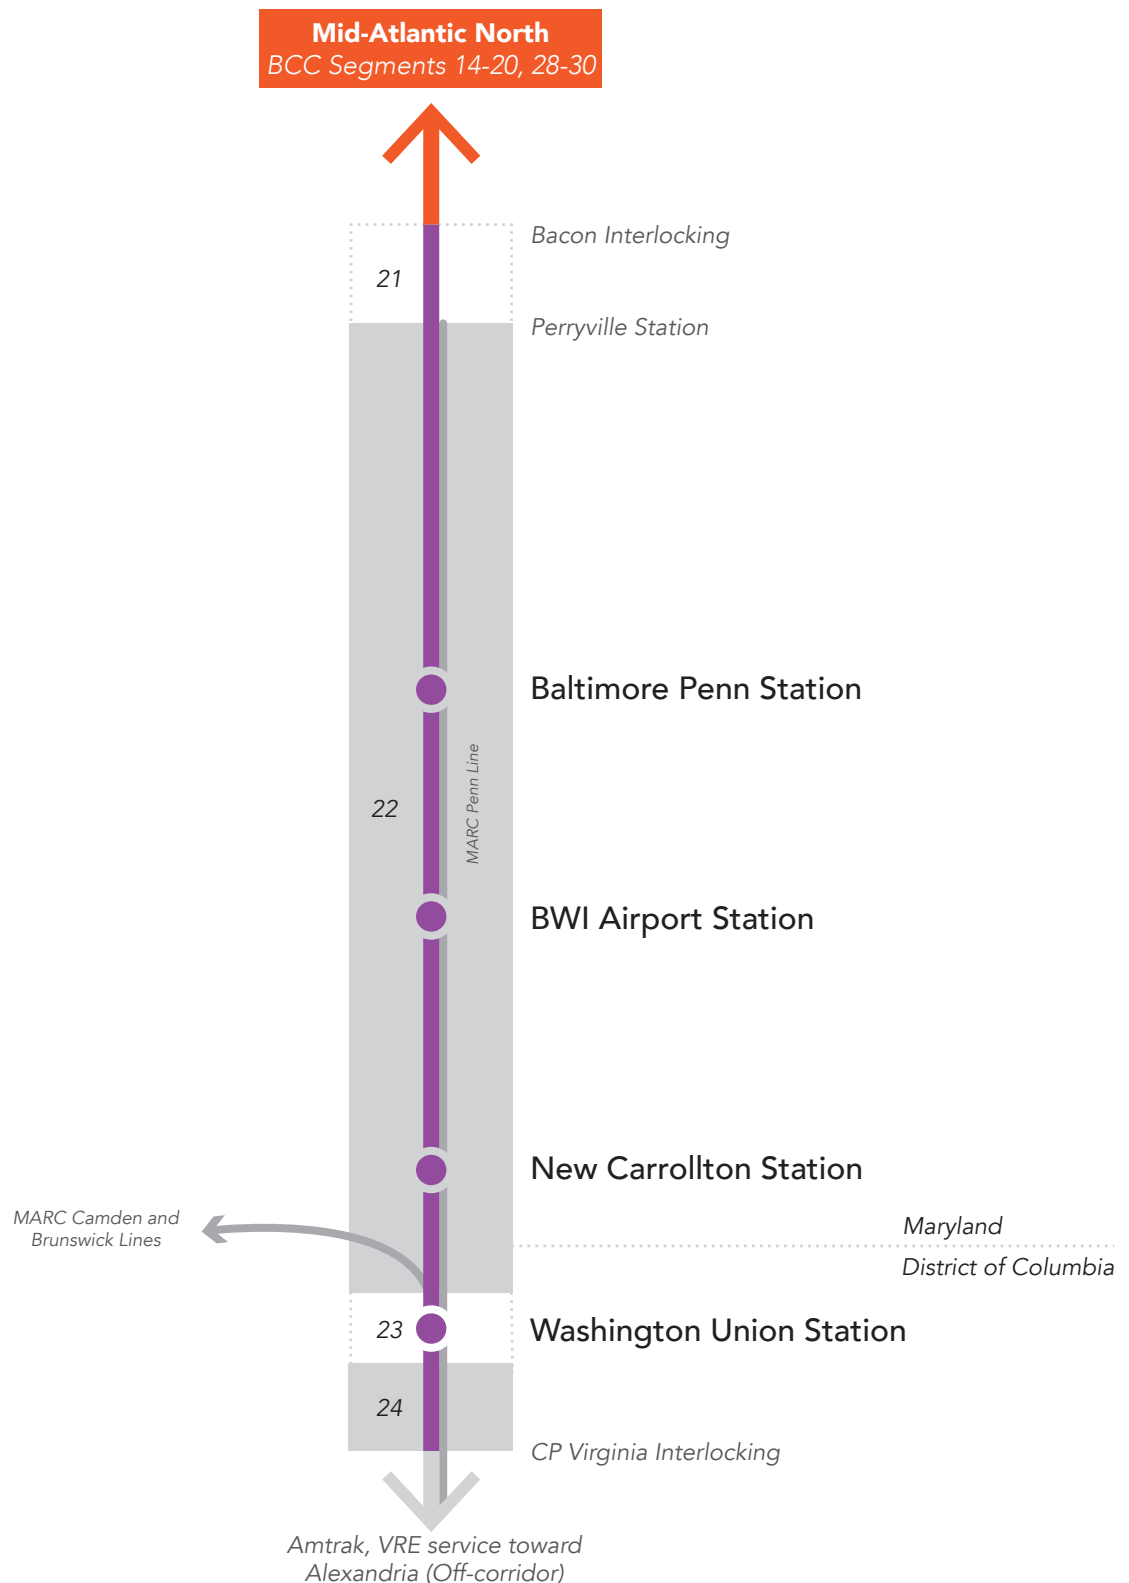 Mid-Atlantic North
BCC Segments 14-20, 28-30
Bacon Interlocking
21
Perryville Station
Baltimore Penn Station
MARC Penn Line
22
BWI Airport Station
New Carrollton Station
MARC Camden and
Brunswick Lines
Maryland
District of Columbia
23
Washington Union Station
24
CP Virginia Interlocking
Amtrak, VRE service toward
Alexandria (Off-corridor)